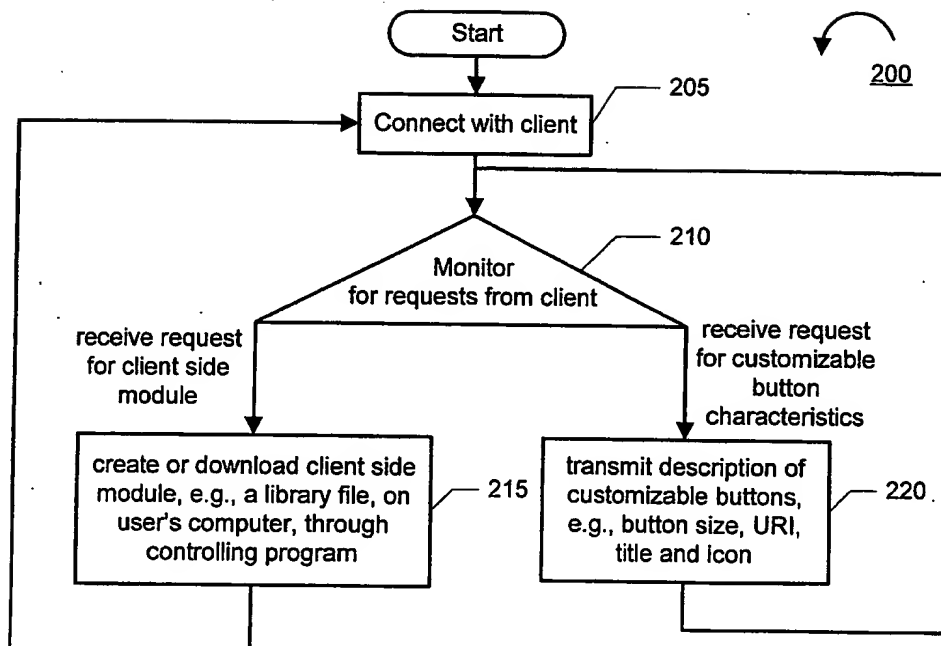 Start
200
205
Connect with client
210
Monitor
for requests from client
receive request
for client side
module
receive request
for customizable
button
characteristics
create or download client side
module, e.g., a library file, on
user's computer, through
controlling program
215
transmit description of
customizable buttons,
e.g., button size, URI,
title and icon
220